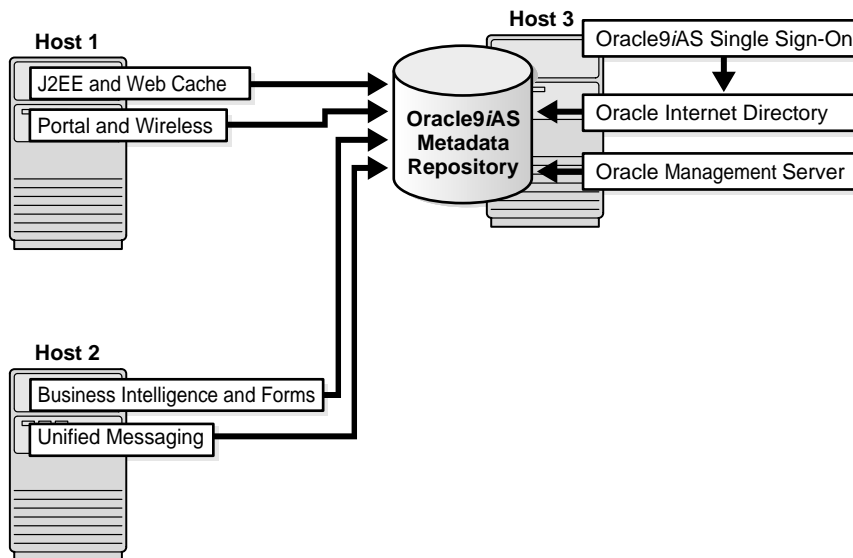 Host 1
J2EE and Web Cache
Portal and Wireless
Oracle9iAS
Metadata
Repository
Host 3
Oracle9iAS Single Sign-On
Oracle Internet Directory
Oracle Management Server
Host 2
Business Intelligence and Forms
Unified Messaging